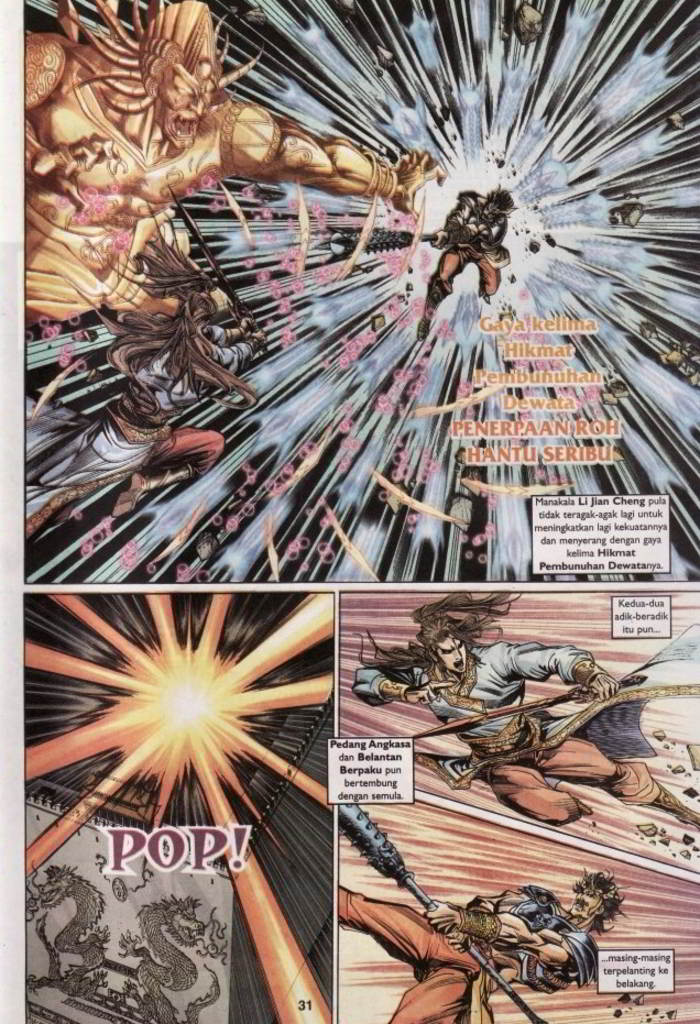 Gaya kelima
Hikmat
Pembunuhan
Dewata
PENERPAAN ROH
HANTU SERIBU
Manakala Li Jian Cheng pula
tidak teragak-agak lagi untuk
meningkatkan lagi kekuatannya
dan menyerang dengan gaya
kelima Hikmat
Pembunuhan Dewatanya.
POP!
Pedang Angkasa
dan Belantan
Berpaku pun
bertembung
dengan semula.
Kedua-dua
adik-beradik
itu pun...
...masing-masing
terpelanting ke
belakang.
31